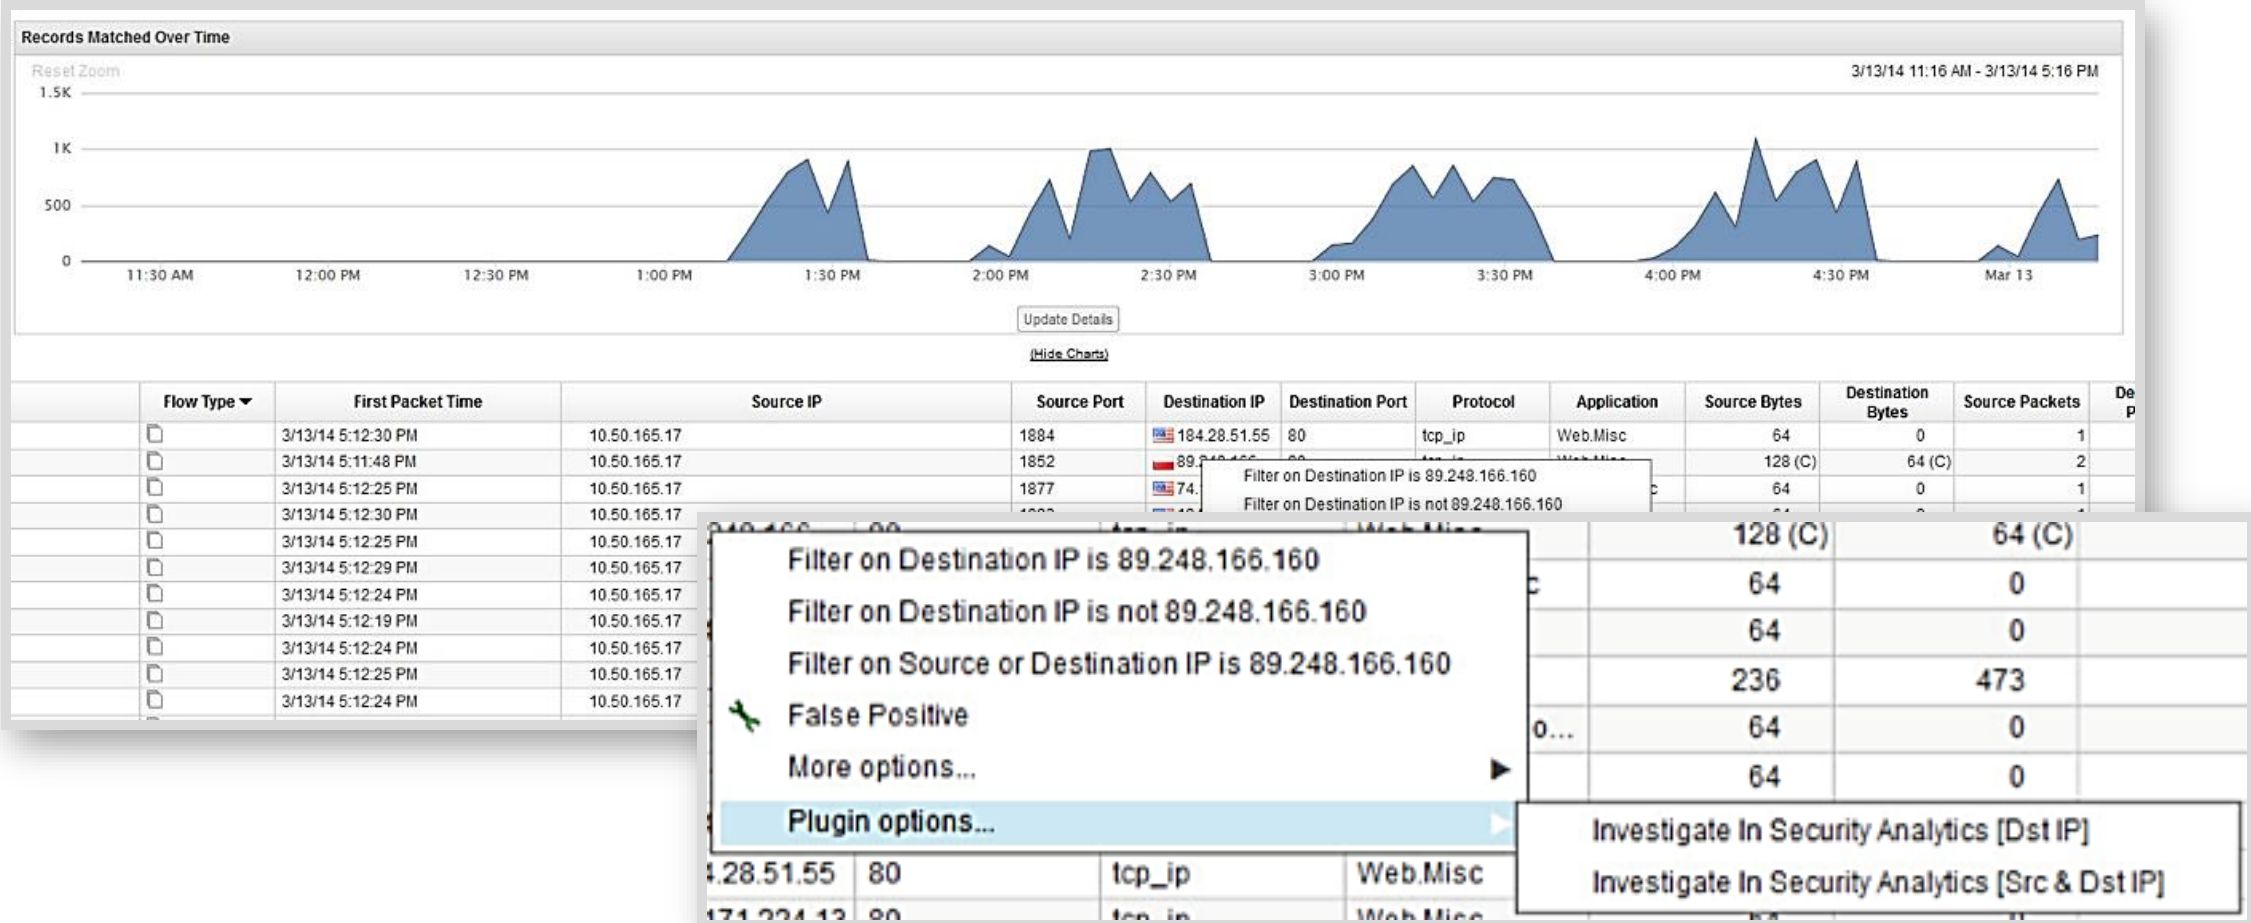 Records Matched Over Time
Reset Zoom
3/13/14 11:16 AM - 3/13/14 5:16 PM
1.5K
1K
500
0
11:30 AM 12:00 PM 12:30 PM 1:00 PM 1:30 PM 2:00 PM 2:30 PM 3:00 PM 3:30 PM 4:00 PM 4:30 PM Mar 13
Update Details
(Hide Charts)
Flow Type First Packet Time Source IP Source Port Destination IP Destination Port Protocol Application Source Bytes Destination Bytes Source Packets De P
3/13/14 5:12:30 PM 10.50.165.17 1884 184.28.51.55 80 tcp_ip Web.Misc 64 0 1
3/13/14 5:11:48 PM 10.50.165.17 1852 128 (C) 64 (C) 2
3/13/14 5:12:25 PM 10.50.165.17 1877 74. c 64 0 1
3/13/14 5:12:30 PM 10.50.165.17
3/13/14 5:12:25 PM 10.50.165.17
3/13/14 5:12:29 PM 10.50.165.17
3/13/14 5:12:24 PM 10.50.165.17
3/13/14 5:12:19 PM 10.50.165.17
3/13/14 5:12:24 PM 10.50.165.17
3/13/14 5:12:25 PM 10.50.165.17
3/13/14 5:12:24 PM 10.50.165.17
Filter on Destination IP is 89.248.166.160
Filter on Destination IP is not 89.248.166.160
128 (C) 64 (C)
Filter on Destination IP is 89.248.166.160
c 64 0
Filter on Destination IP is not 89.248.166.160
64 0
Filter on Source or Destination IP is 89.248.166.160
236 473
False Positive
o... 64 0
More options...
64 0
Plugin options...
Investigate In Security Analytics [Dst IP]
Investigate In Security Analytics [Src & Dst IP]
.28.51.55 80 tcp_ip Web.Misc